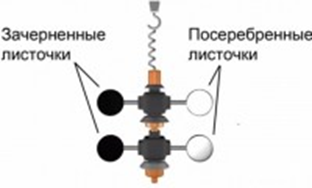 Зачерненные
листочки
Посеребренные
листочки